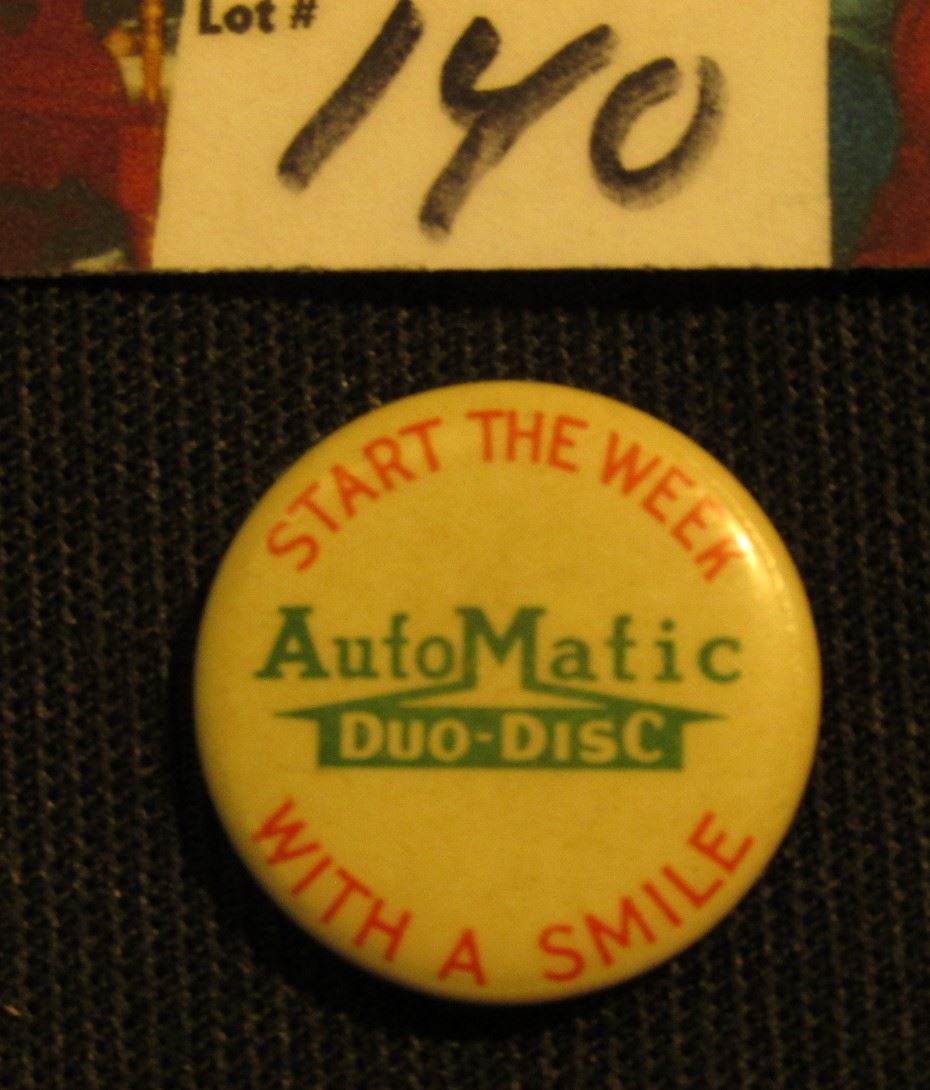 Lot # 140
START THE WEEK
AutoMatic
DUO-DISC
WITH A SMILE